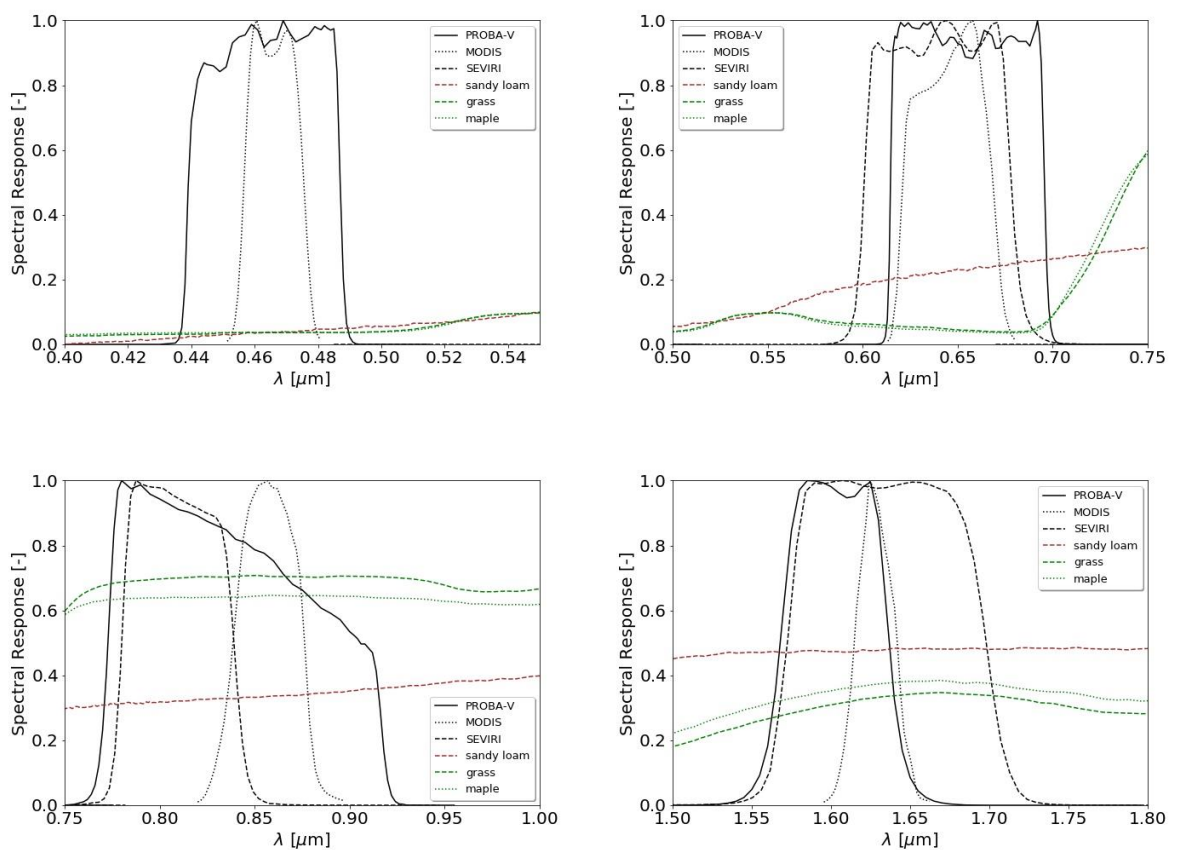 Spectral Response [-]
1.0
0.8
0.6
0.4
0.2
0.0
PROBA-V
MODIS
SEVIRI
sandy loam
grass
maple
0.40 0.42 0.44 0.46 0.48 0.50 0.52 0.54
λ [μm]
Spectral Response [-]
1.0
0.8
0.6
0.4
0.2
0.0
PROBA-V
MODIS
SEVIRI
sandy loam
grass
maple
0.50 0.55 0.60 0.65 0.70 0.75
λ [μm]
Spectral Response [-]
1.0
0.8
0.6
0.4
0.2
0.0
PROBA-V
MODIS
SEVIRI
sandy loam
grass
maple
0.75 0.80 0.85 0.90 0.95 1.00
λ [μm]
Spectral Response [-]
1.0
0.8
0.6
0.4
0.2
0.0
PROBA-V
MODIS
SEVIRI
sandy loam
grass
maple
1.50 1.55 1.60 1.65 1.70 1.75 1.80
λ [μm]